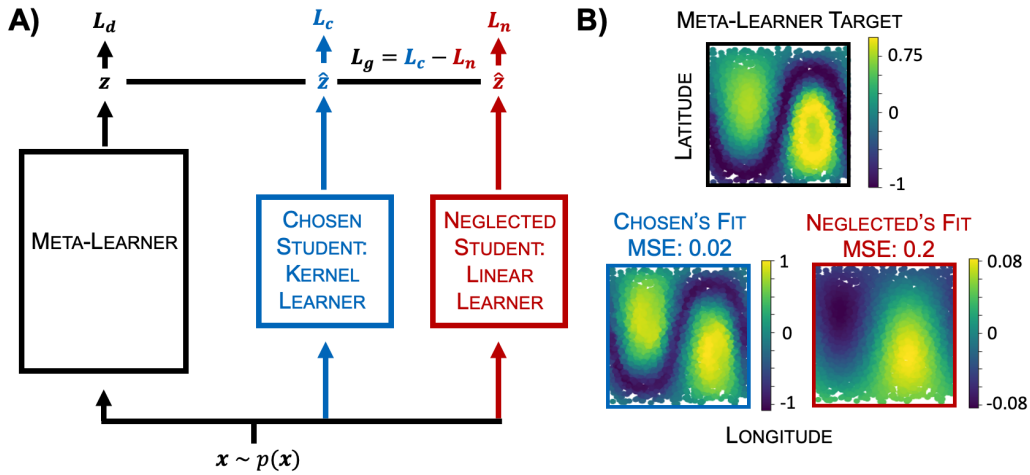 A)
L_d
L_c
L_n
L_g = L_c − L_n
z
ẑ
ẑ
META-LEARNER
CHOSEN
STUDENT:
KERNEL
LEARNER
NEGLECTED
STUDENT:
LINEAR
LEARNER
x ~ p(x)
B)
META-LEARNER TARGET
LATITUDE
0.75
0
-1
CHOSEN'S FIT
MSE: 0.02
1
0
-1
NEGLECTED'S FIT
MSE: 0.2
0.08
0
-0.08
LONGITUDE